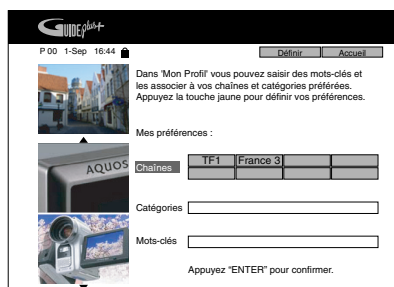 GUIDE Plus+
P 00 1-Sep 16:44
Définir Accueil
Dans 'Mon Profil' vous pouvez saisir des mots-clés et
les associer à vos chaînes et catégories préférées.
Appuyez la touche jaune pour définir vos préférences.
Mes préférences :
AQUOS
Chaînes TF1 France 3
Catégories
Mots-clés
Appuyez "ENTER" pour confirmer.